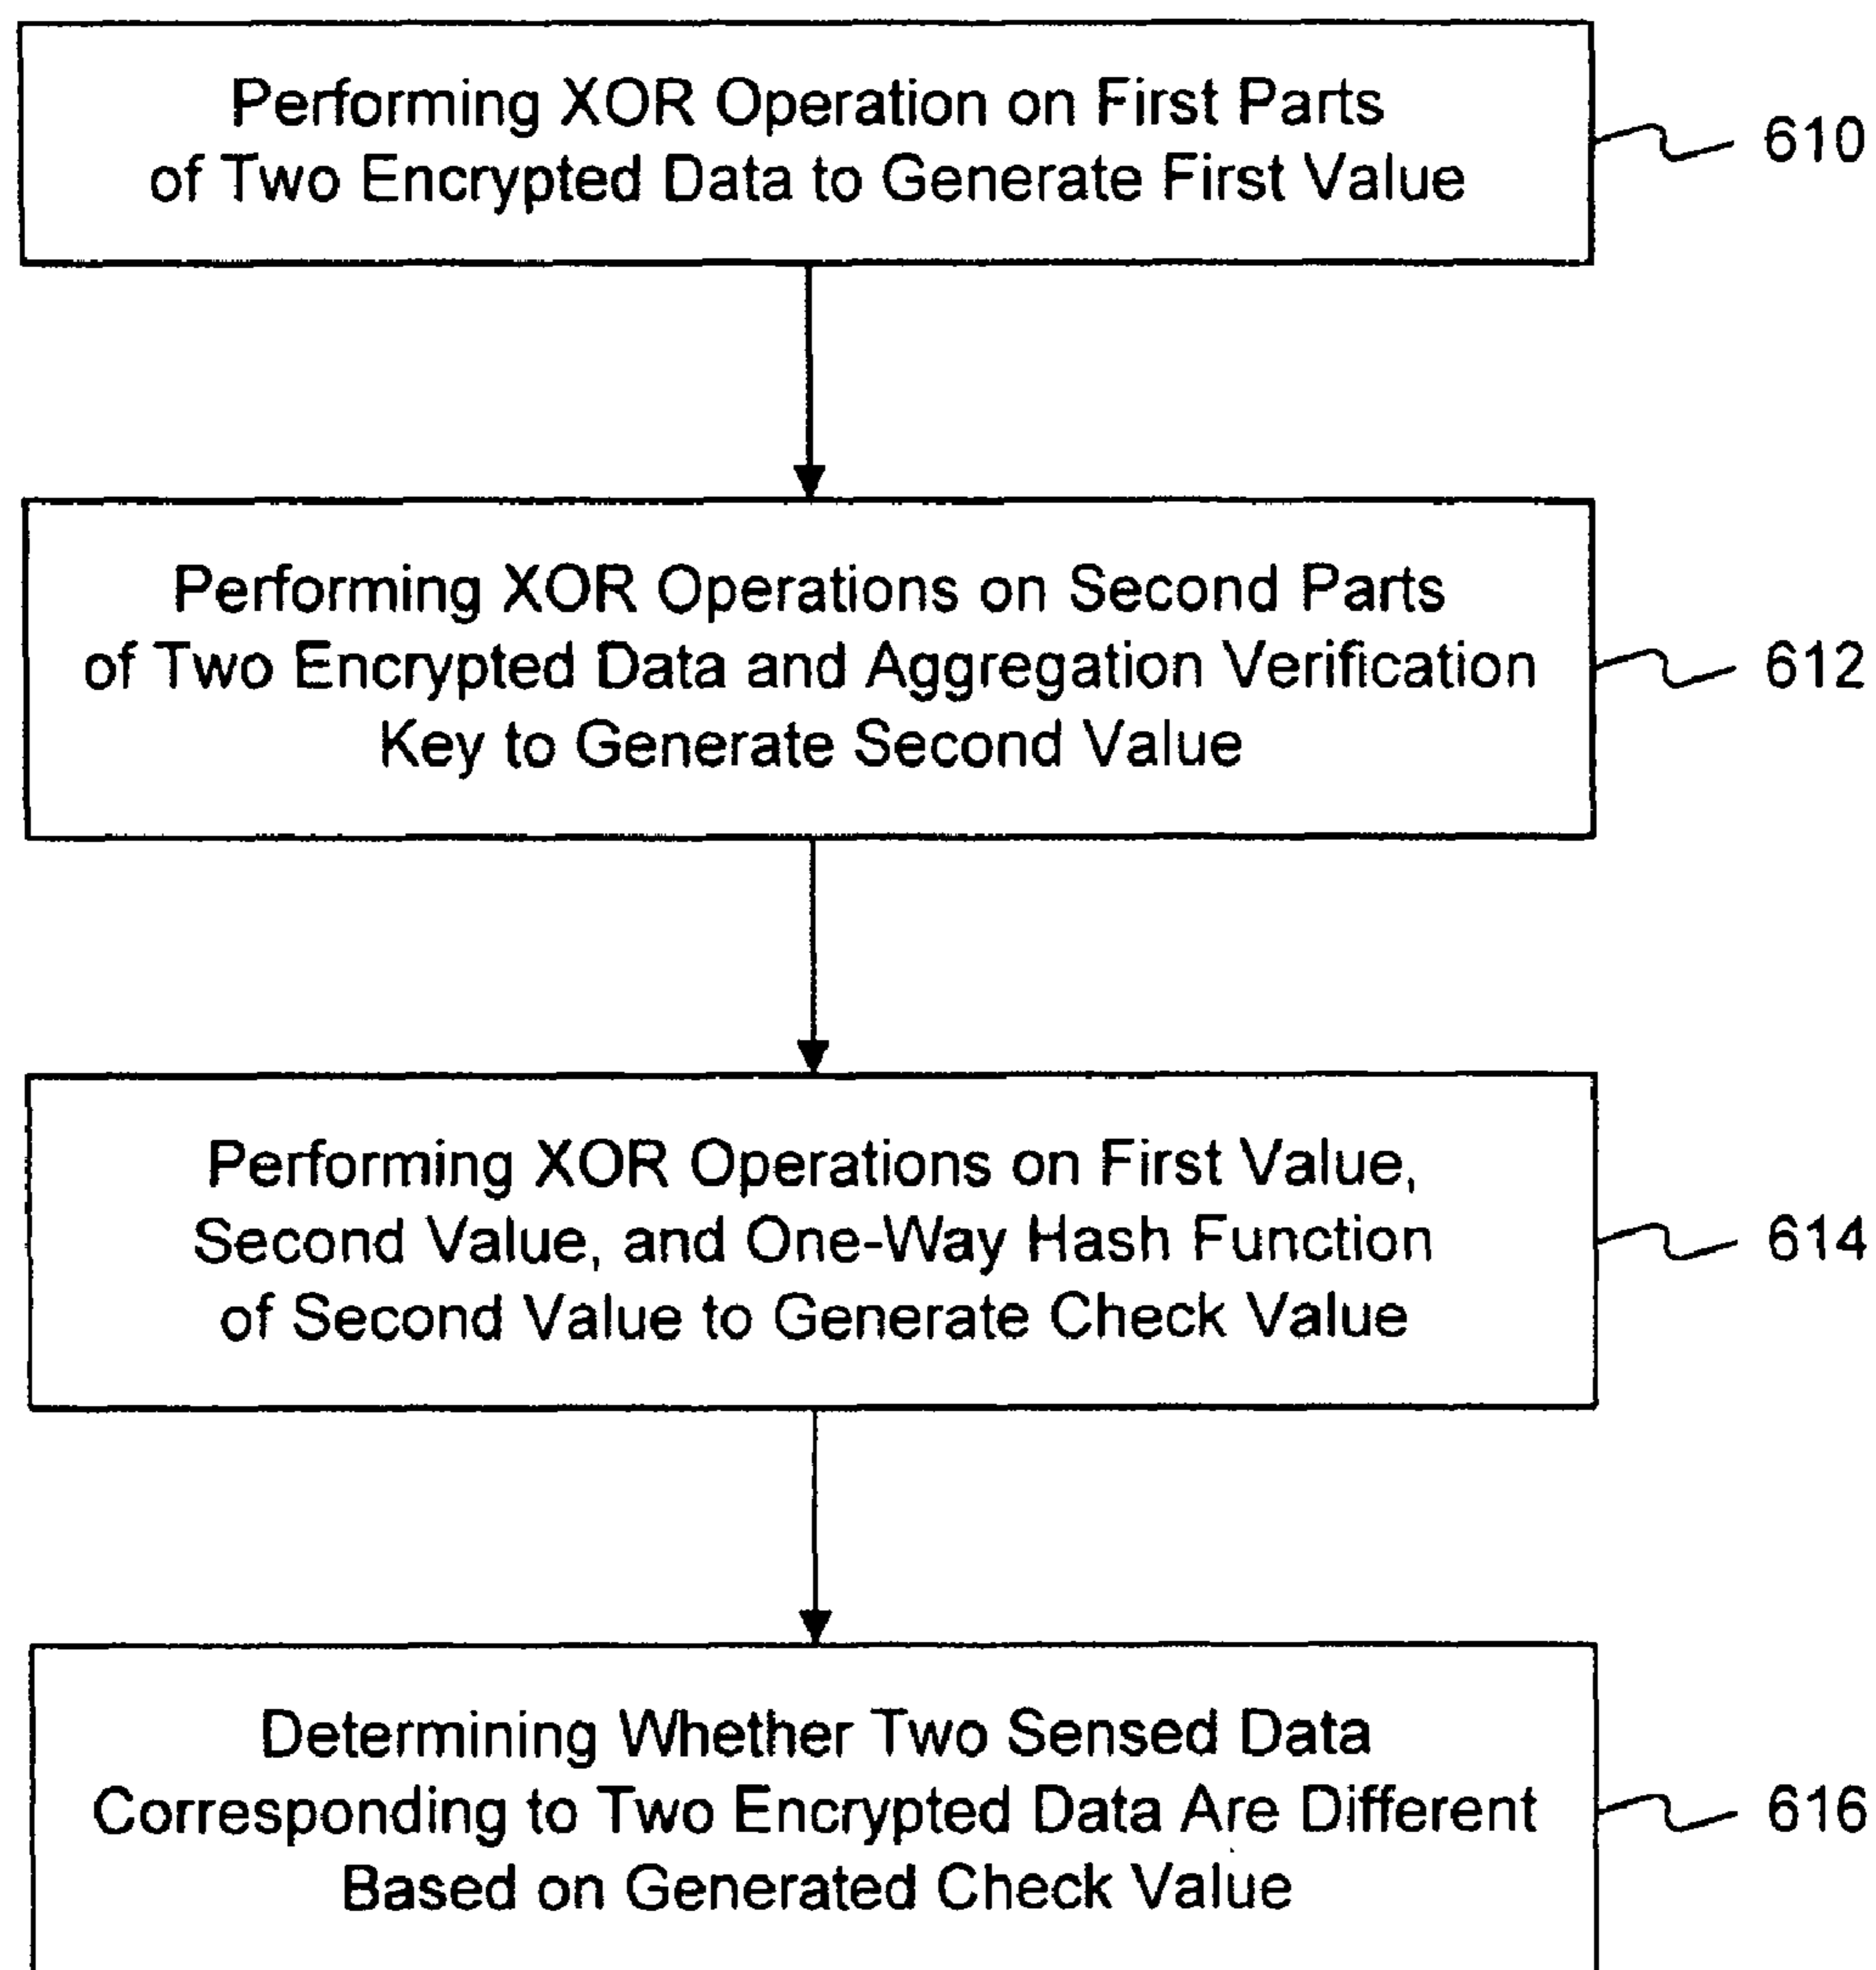 Performing XOR Operation on First Parts
of Two Encrypted Data to Generate First Value
610
Performing XOR Operations on Second Parts
of Two Encrypted Data and Aggregation Verification
Key to Generate Second Value
612
Performing XOR Operations on First Value,
Second Value, and One-Way Hash Function
of Second Value to Generate Check Value
614
Determining Whether Two Sensed Data
Corresponding to Two Encrypted Data Are Different
Based on Generated Check Value
616